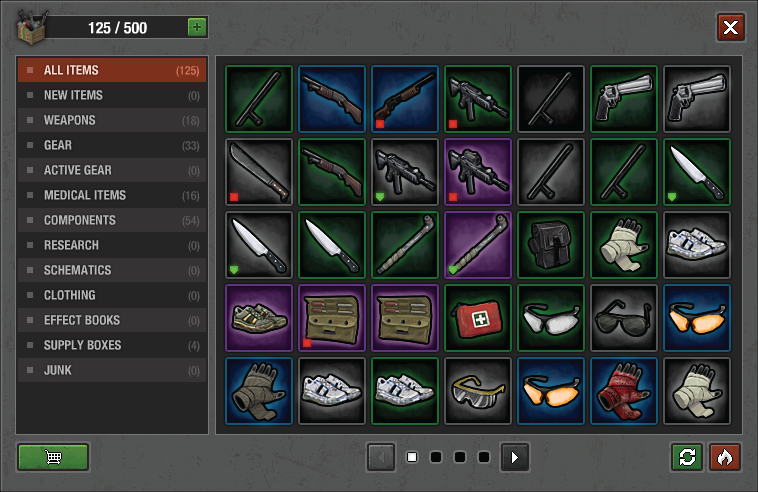 125 / 500
ALL ITEMS (125)
NEW ITEMS (0)
WEAPONS (18)
GEAR (33)
ACTIVE GEAR (0)
MEDICAL ITEMS (16)
COMPONENTS (54)
RESEARCH (0)
SCHEMATICS (0)
CLOTHING (0)
EFFECT BOOKS (0)
SUPPLY BOXES (4)
JUNK (0)